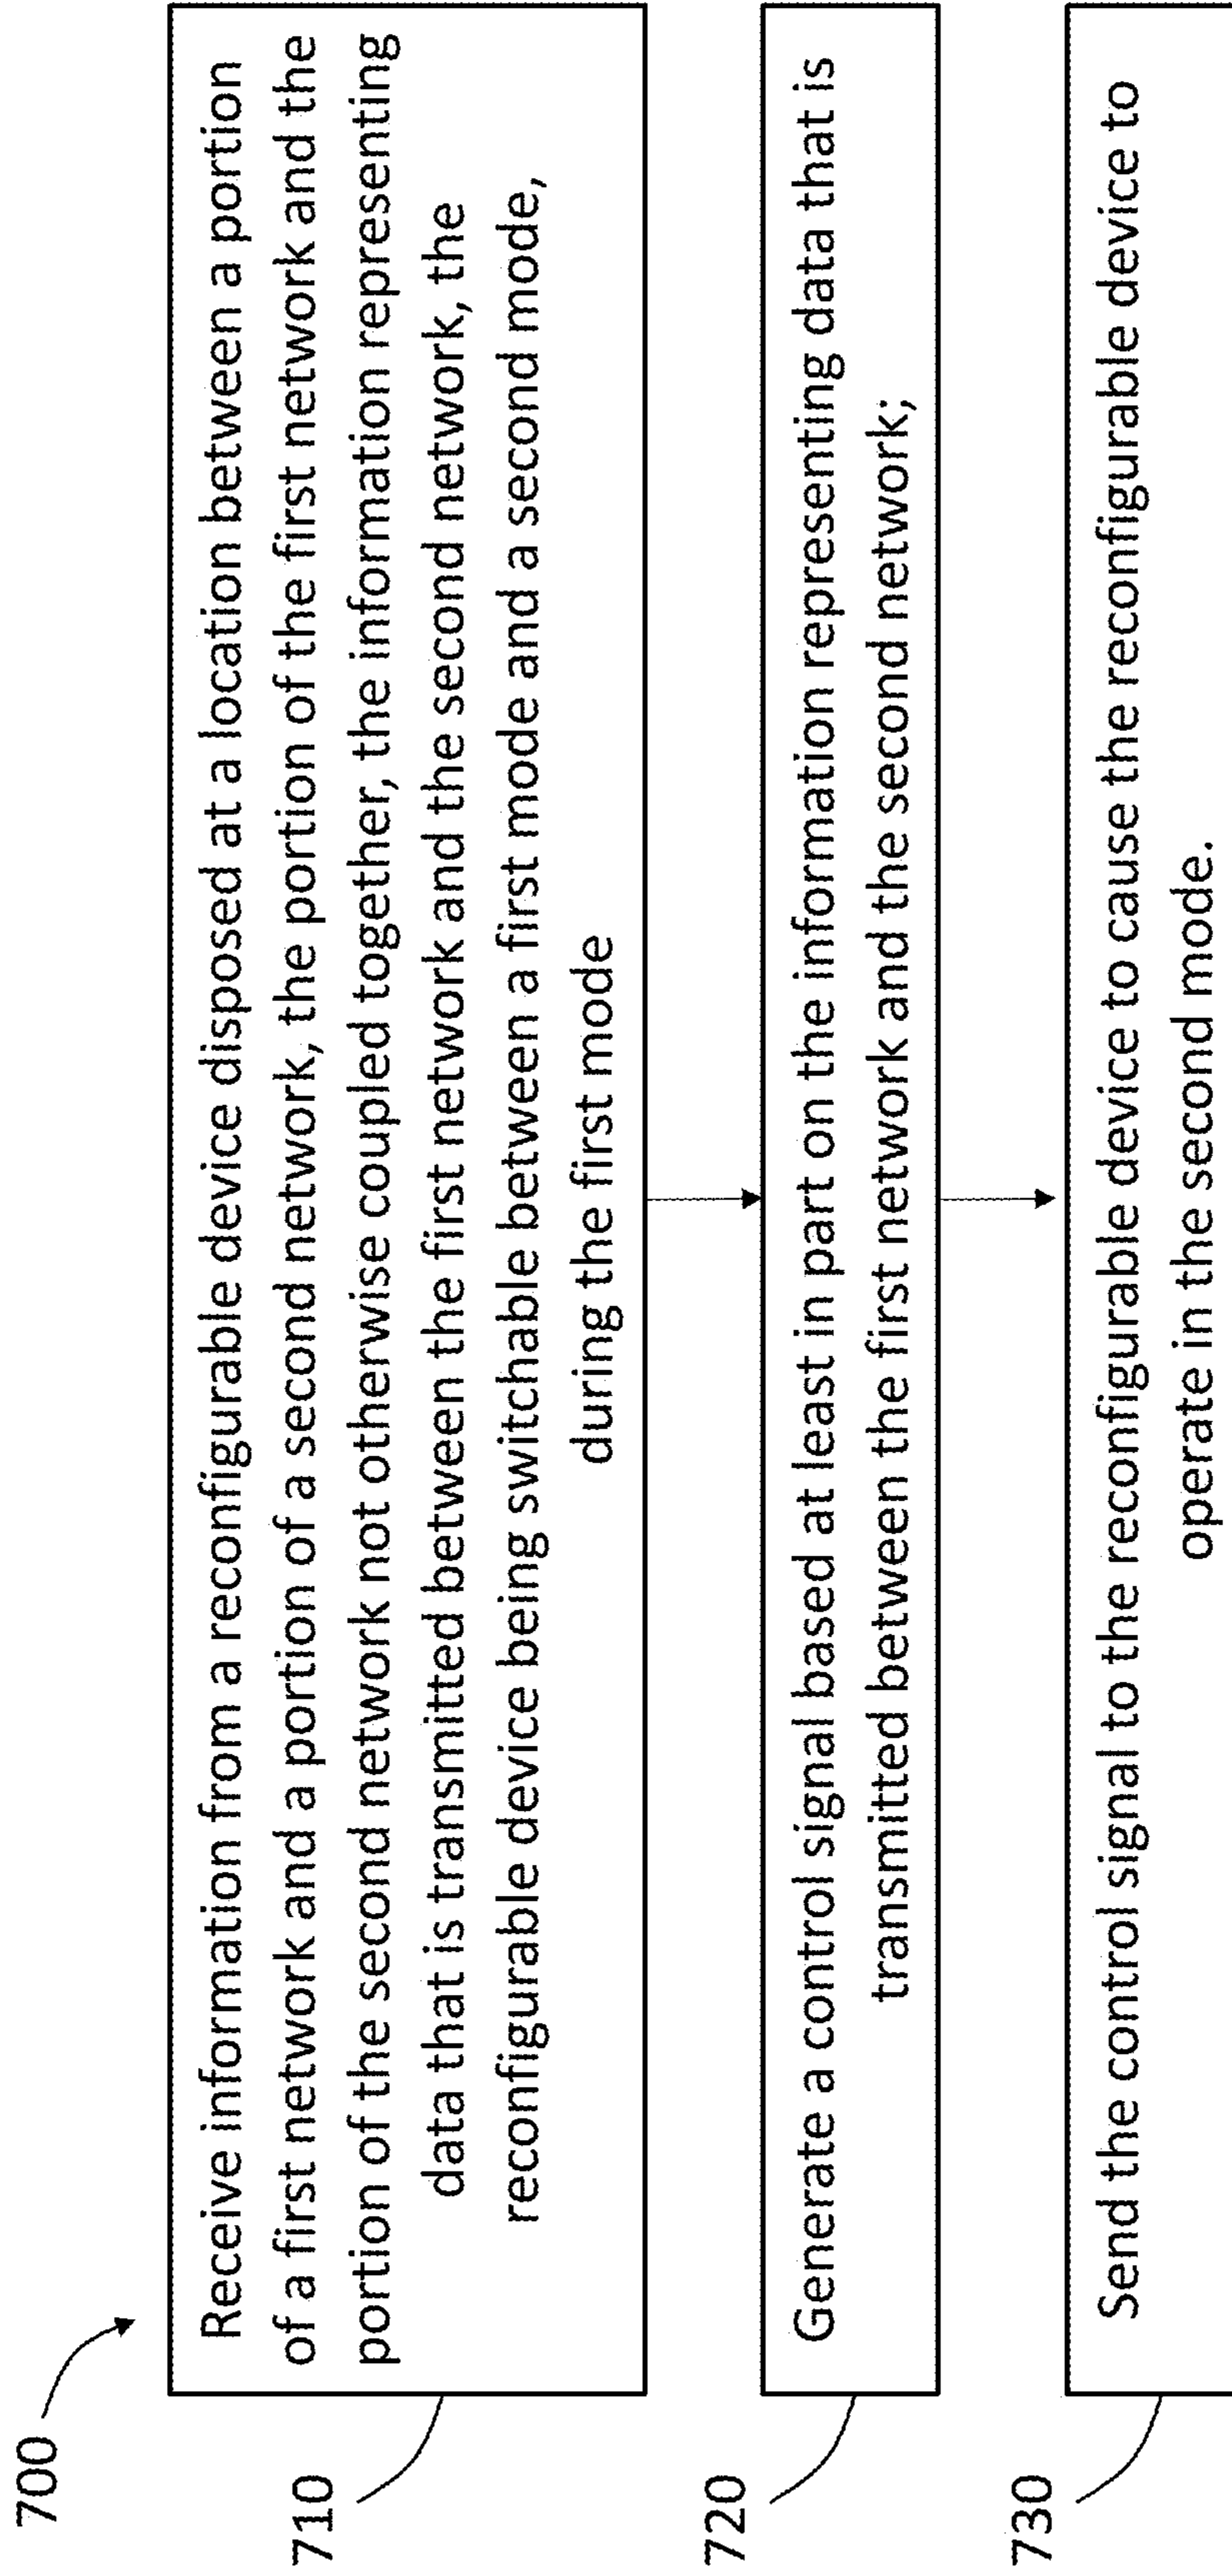 700
710
Receive information from a reconfigurable device disposed at a location between a portion
of a first network and a portion of a second network, the portion of the first network and the
portion of the second network not otherwise coupled together, the information representing
data that is transmitted between the first network and the second network, the
reconfigurable device being switchable between a first mode and a second mode,
during the first mode
720
Generate a control signal based at least in part on the information representing data that is
transmitted between the first network and the second network;
730
Send the control signal to the reconfigurable device to cause the reconfigurable device to
operate in the second mode.